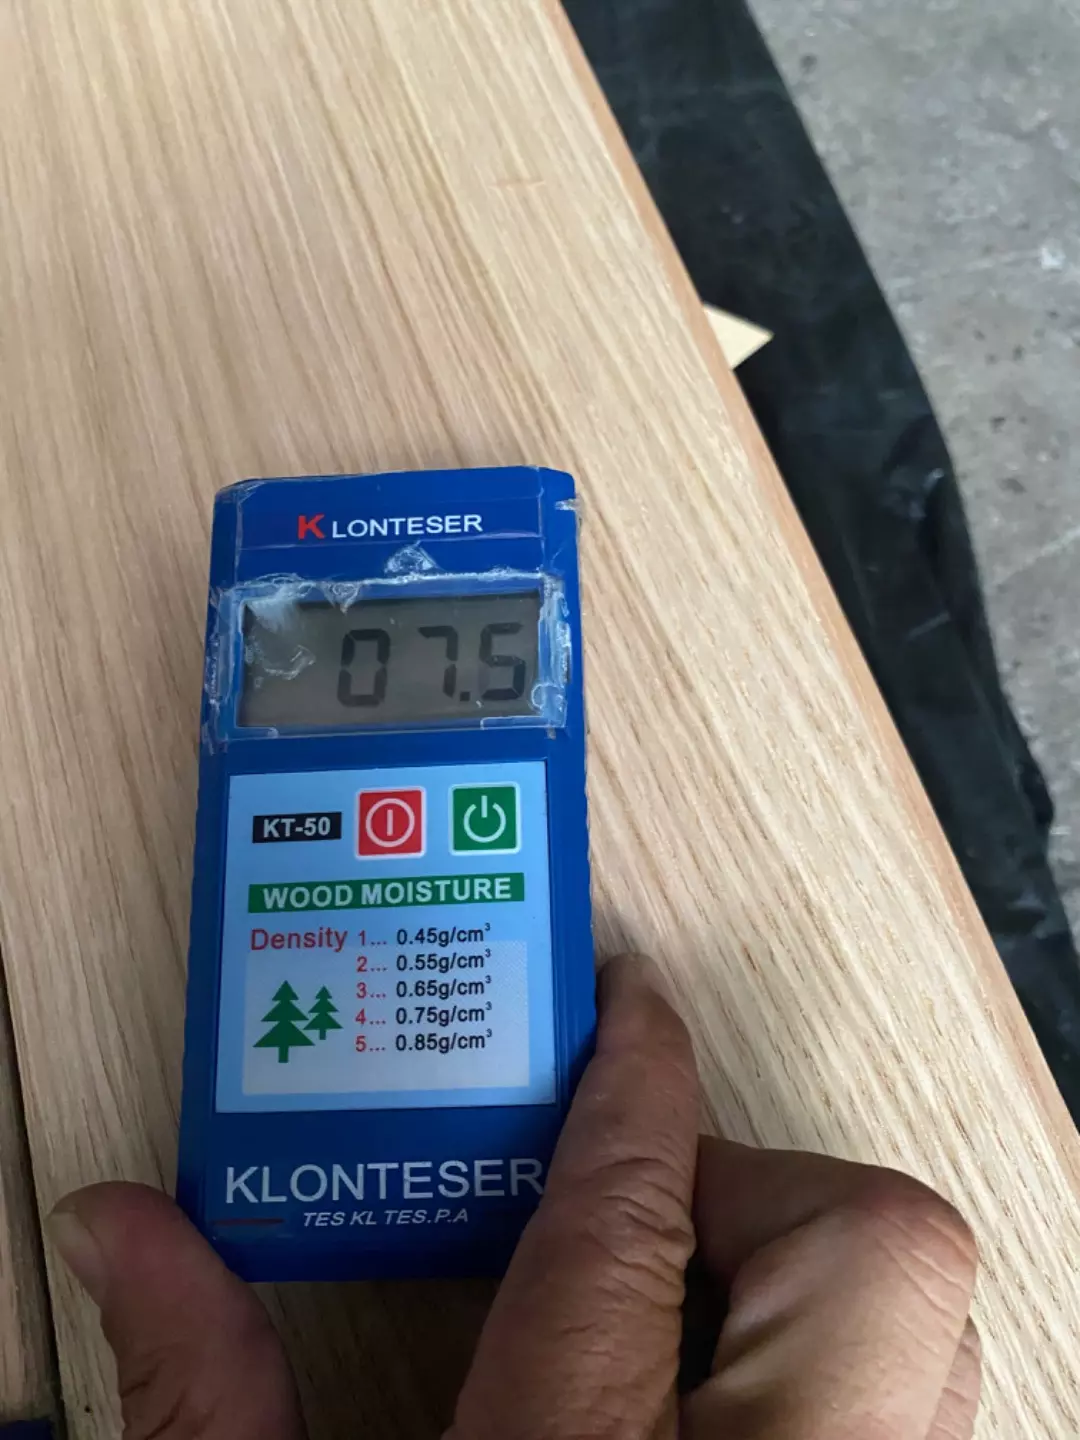 KLONTESER
07.5
KT-50
WOOD MOISTURE
Density 1... 0.45g/cm³
2... 0.55g/cm³
3... 0.65g/cm³
4... 0.75g/cm³
5... 0.85g/cm³
KLONTESER
TES KL TES.P.A